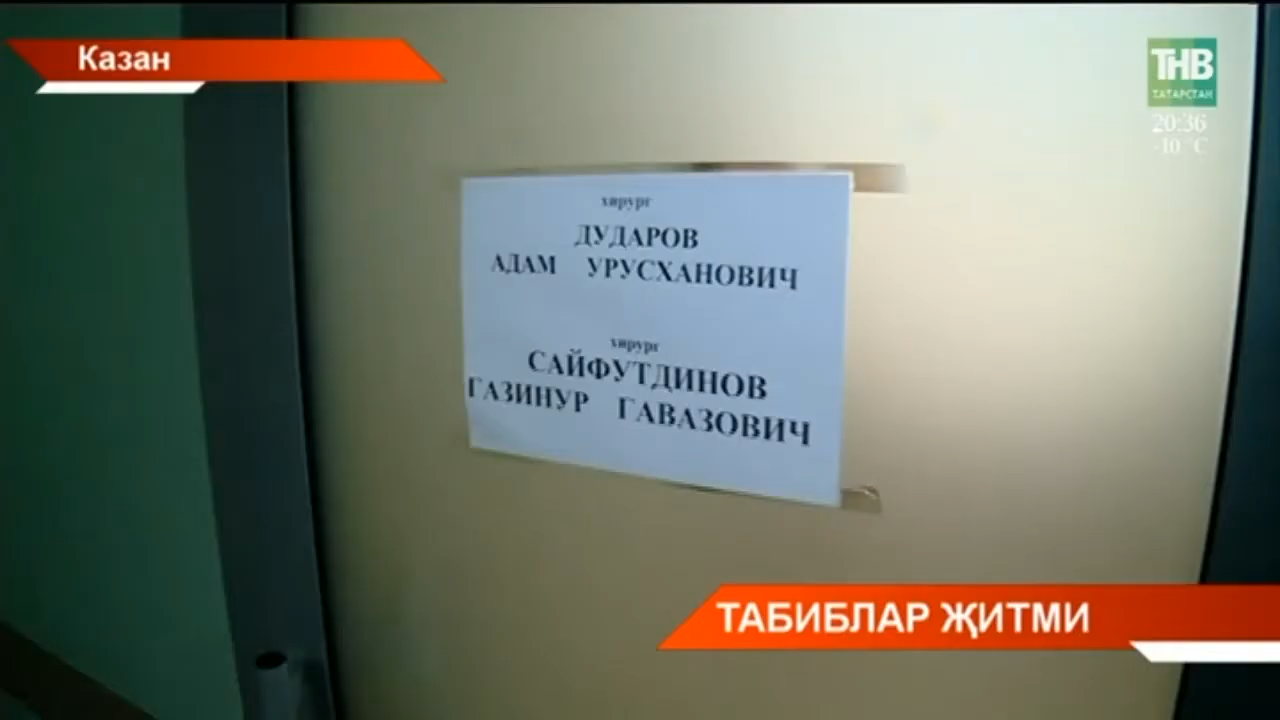 Казан
ТНВ
ТАТАРСТАН
20:36
-10 °C
хирург
ДУДАРОВ
АДАМ УРУСХАНОВИЧ
хирург
САЙФУТДИНОВ
ГАЗИНУР ГАВАЗОВИЧ
ТАБИБЛАР ҖИТМИ